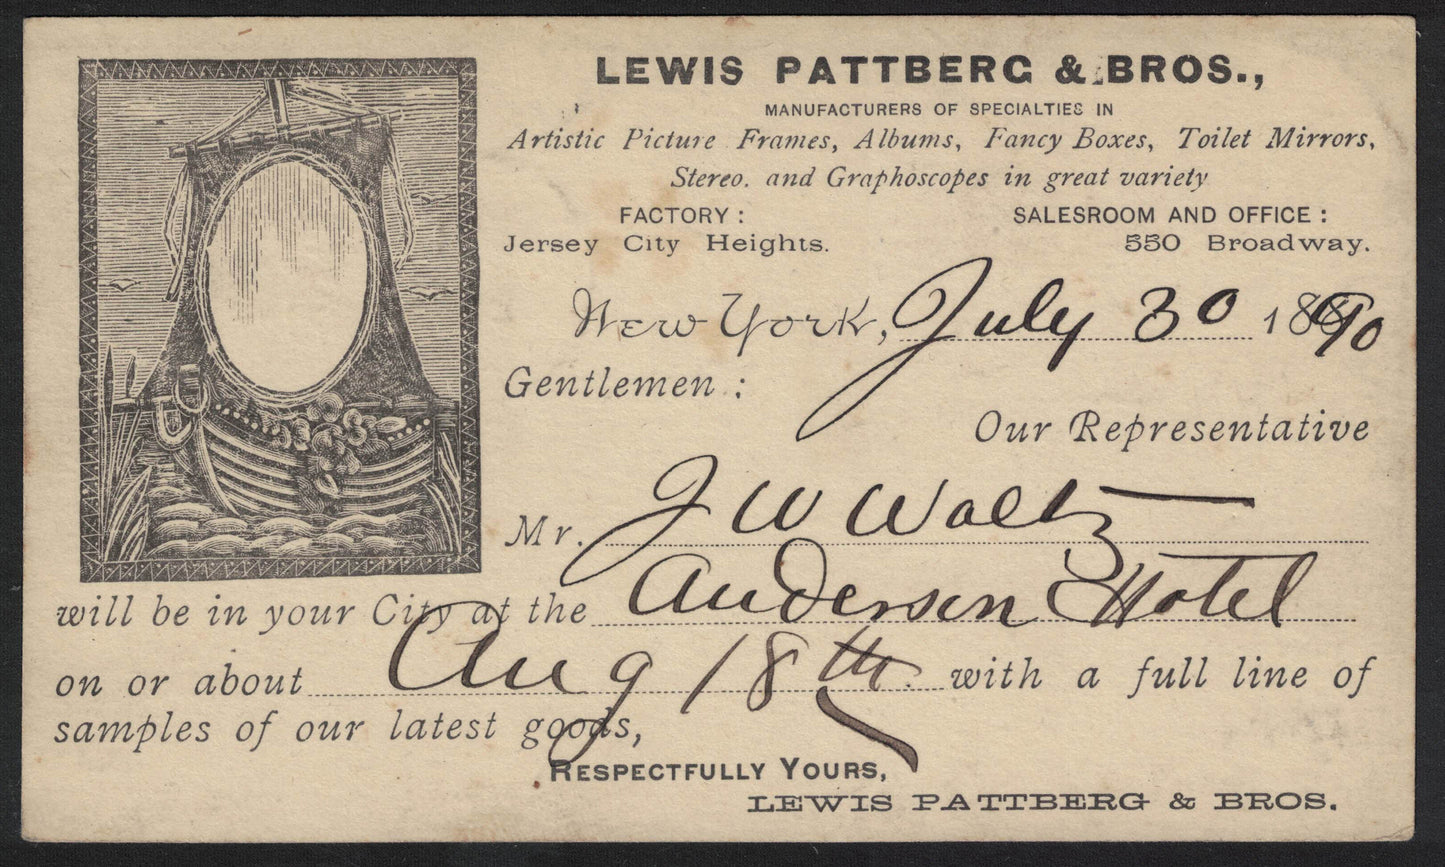 LEWIS PATTBERG & BROS.,
MANUFACTURERS OF SPECIALTIES IN
Artistic Picture Frames, Albums, Fancy Boxes, Toilet Mirrors,
Stereo. and Graphoscopes in great variety
FACTORY: SALESROOM AND OFFICE:
Jersey City Heights. 550 Broadway.
New York, July 30 1890
Gentlemen:
Our Representative
Mr. J W Waltz
will be in your City at the Anderson Hotel
on or about Aug 18th with a full line of
samples of our latest goods,
RESPECTFULLY YOURS,
LEWIS PATTBERG & BROS.